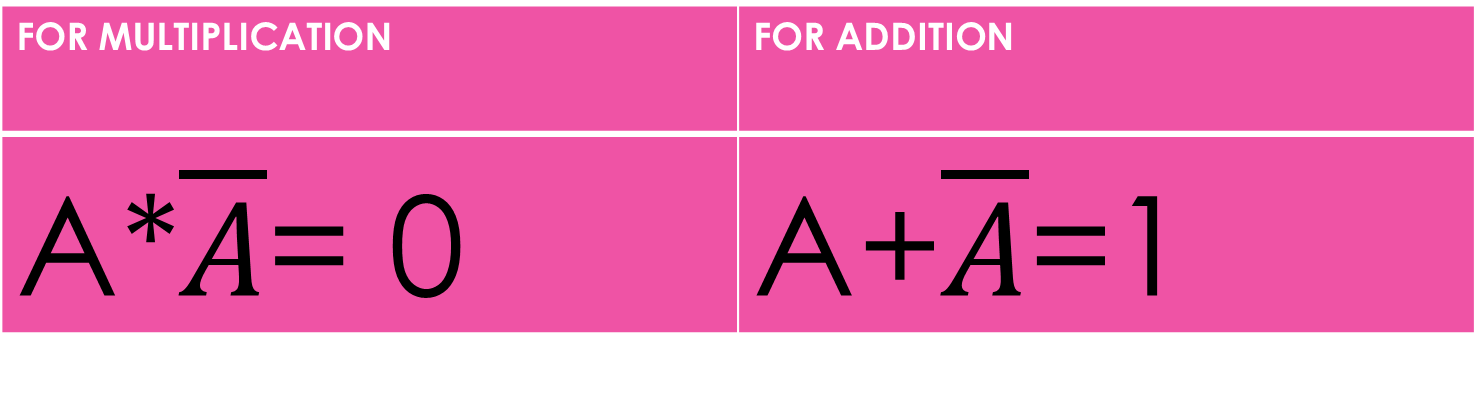 FOR MULTIPLICATION
FOR ADDITION
A*A̅= 0
A+A̅=1